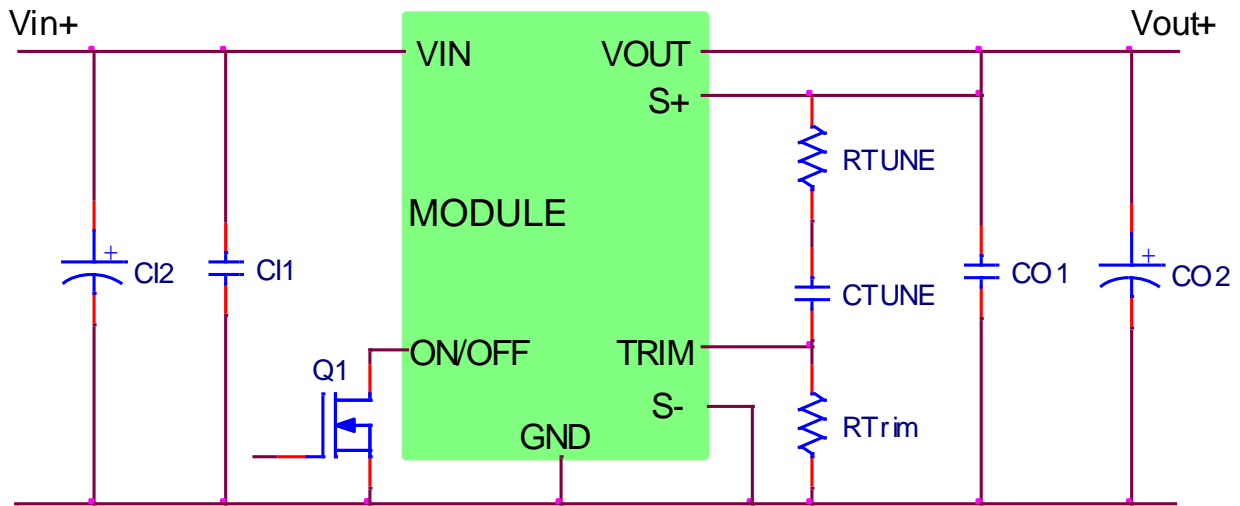 Vin+
Vout+
VIN
VOUT
S+
RTUNE
MODULE
+
CI2
CI1
CTUNE
CO1
+
CO2
ON/OFF
TRIM
Q1
S-
RTrim
GND